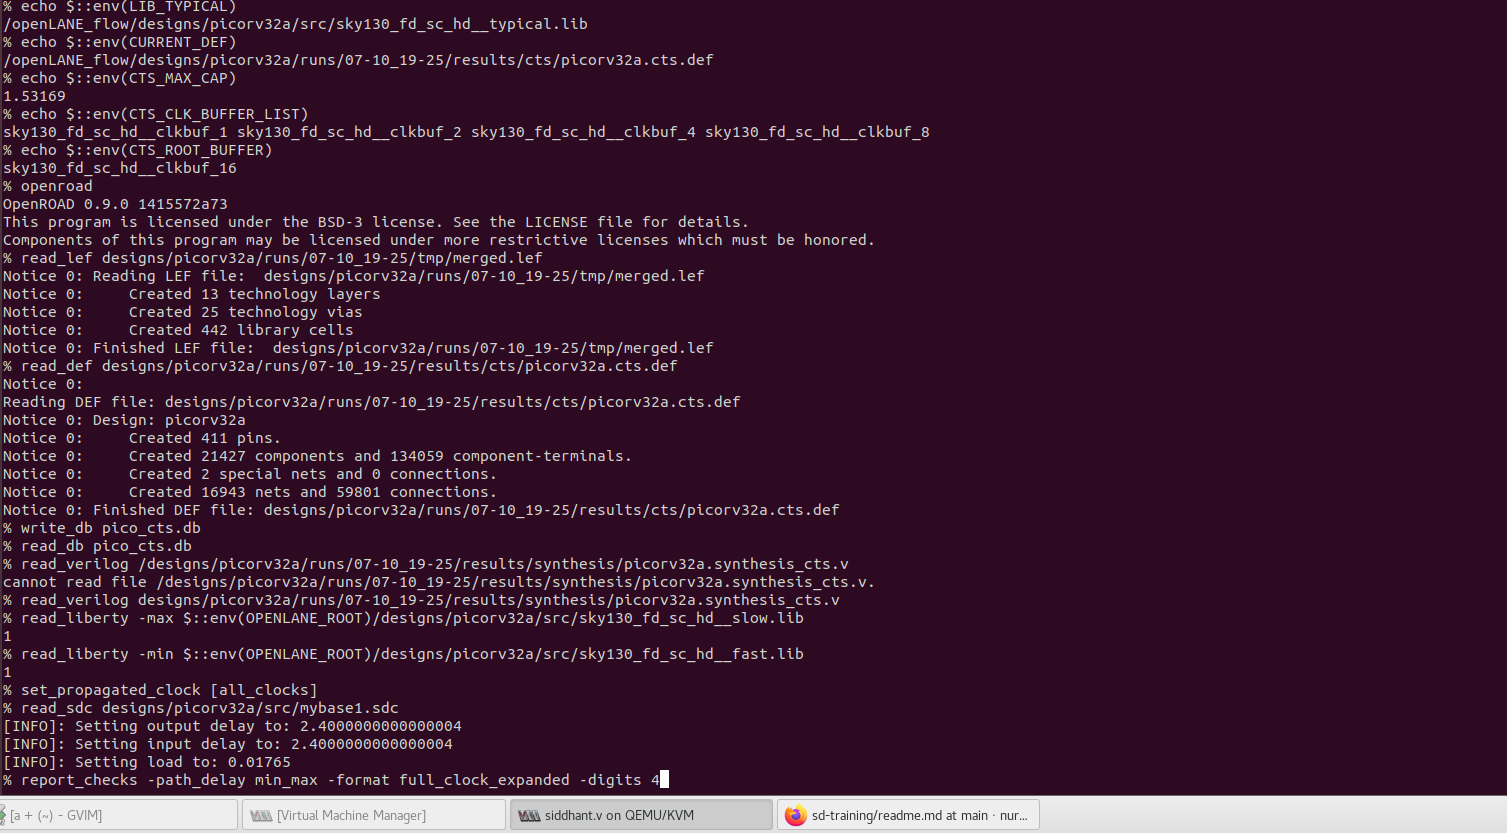 % echo $::env(LIB_TYPICAL)
/openLANE_flow/designs/picorv32a/src/sky130_fd_sc_hd__typical.lib
% echo $::env(CURRENT_DEF)
/openLANE_flow/designs/picorv32a/runs/07-10_19-25/results/cts/picorv32a.cts.def
% echo $::env(CTS_MAX_CAP)
1.53169
% echo $::env(CTS_CLK_BUFFER_LIST)
sky130_fd_sc_hd__clkbuf_1 sky130_fd_sc_hd__clkbuf_2 sky130_fd_sc_hd__clkbuf_4 sky130_fd_sc_hd__clkbuf_8
% echo $::env(CTS_ROOT_BUFFER)
sky130_fd_sc_hd__clkbuf_16
% openroad
OpenROAD 0.9.0 1415572a73
This program is licensed under the BSD-3 license. See the LICENSE file for details.
Components of this program may be licensed under more restrictive licenses which must be honored.
% read_lef designs/picorv32a/runs/07-10_19-25/tmp/merged.lef
Notice 0: Reading LEF file:  designs/picorv32a/runs/07-10_19-25/tmp/merged.lef
Notice 0:     Created 13 technology layers
Notice 0:     Created 25 technology vias
Notice 0:     Created 442 library cells
Notice 0: Finished LEF file:  designs/picorv32a/runs/07-10_19-25/tmp/merged.lef
% read_def designs/picorv32a/runs/07-10_19-25/results/cts/picorv32a.cts.def
Notice 0:
Reading DEF file: designs/picorv32a/runs/07-10_19-25/results/cts/picorv32a.cts.def
Notice 0: Design: picorv32a
Notice 0:     Created 411 pins.
Notice 0:     Created 21427 components and 134059 component-terminals.
Notice 0:     Created 2 special nets and 0 connections.
Notice 0:     Created 16943 nets and 59801 connections.
Notice 0: Finished DEF file: designs/picorv32a/runs/07-10_19-25/results/cts/picorv32a.cts.def
% write_db pico_cts.db
% read_db pico_cts.db
% read_verilog /designs/picorv32a/runs/07-10_19-25/results/synthesis/picorv32a.synthesis_cts.v
cannot read file /designs/picorv32a/runs/07-10_19-25/results/synthesis/picorv32a.synthesis_cts.v.
% read_verilog designs/picorv32a/runs/07-10_19-25/results/synthesis/picorv32a.synthesis_cts.v
% read_liberty -max $::env(OPENLANE_ROOT)/designs/picorv32a/src/sky130_fd_sc_hd__slow.lib
1
% read_liberty -min $::env(OPENLANE_ROOT)/designs/picorv32a/src/sky130_fd_sc_hd__fast.lib
1
% set_propagated_clock [all_clocks]
% read_sdc designs/picorv32a/src/mybase1.sdc
[INFO]: Setting output delay to: 2.4000000000000004
[INFO]: Setting input delay to: 2.4000000000000004
[INFO]: Setting load to: 0.01765
% report_checks -path_delay min_max -format full_clock_expanded -digits 4
[a + (~) - GVIM]
[Virtual Machine Manager]
siddhant.v on QEMU/KVM
sd-training/readme.md at main · nur...